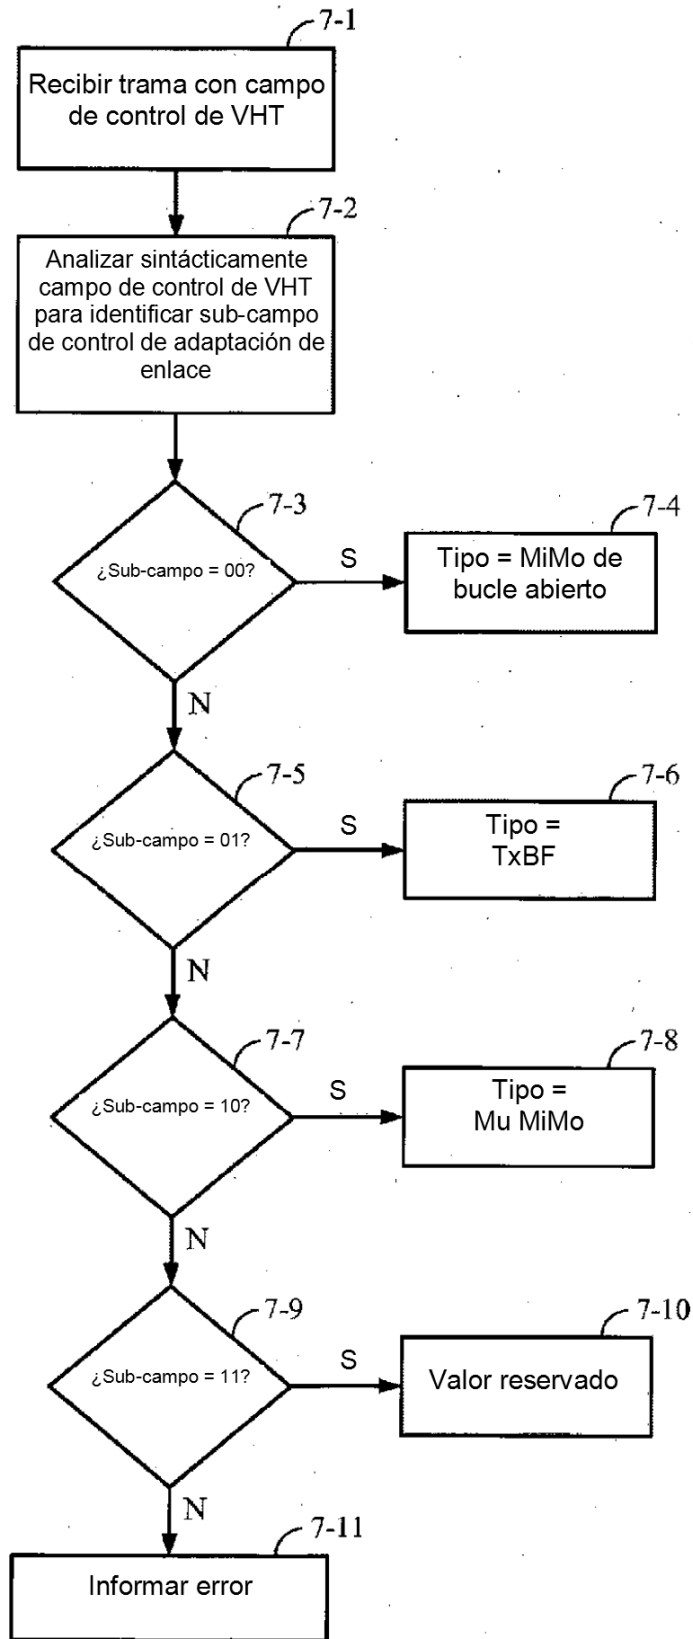 7-1
Recibir trama con campo
de control de VHT
7-2
Analizar sintácticamente
campo de control de VHT
para identificar sub-campo
de control de adaptación de
enlace
7-3
¿Sub-campo = 00?
S
7-4
Tipo = MiMo de
bucle abierto
N
7-5
¿Sub-campo = 01?
S
7-6
Tipo =
TxBF
N
7-7
¿Sub-campo = 10?
S
7-8
Tipo =
Mu MiMo
N
7-9
¿Sub-campo = 11?
S
7-10
Valor reservado
N
7-11
Informar error